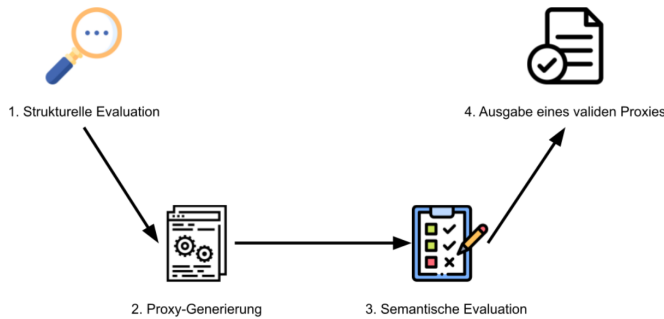 1. Strukturelle Evaluation
4. Ausgabe eines validen Proxies
2. Proxy-Generierung
3. Semantische Evaluation